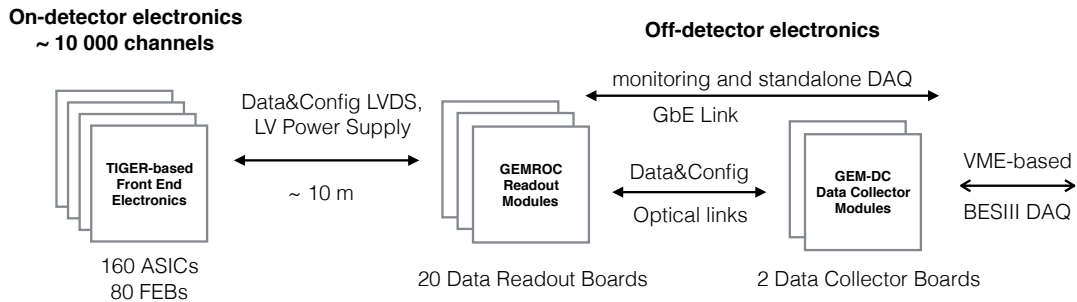 On-detector electronics
~ 10 000 channels
Off-detector electronics
monitoring and standalone DAQ
GbE Link
Data&Config LVDS,
LV Power Supply
~ 10 m
TIGER-based
Front End
Electronics
GEMROC
Readout
Modules
Data&Config
Optical links
GEM-DC
Data Collector
Modules
VME-based
BESIII DAQ
160 ASICs
80 FEBs
20 Data Readout Boards
2 Data Collector Boards